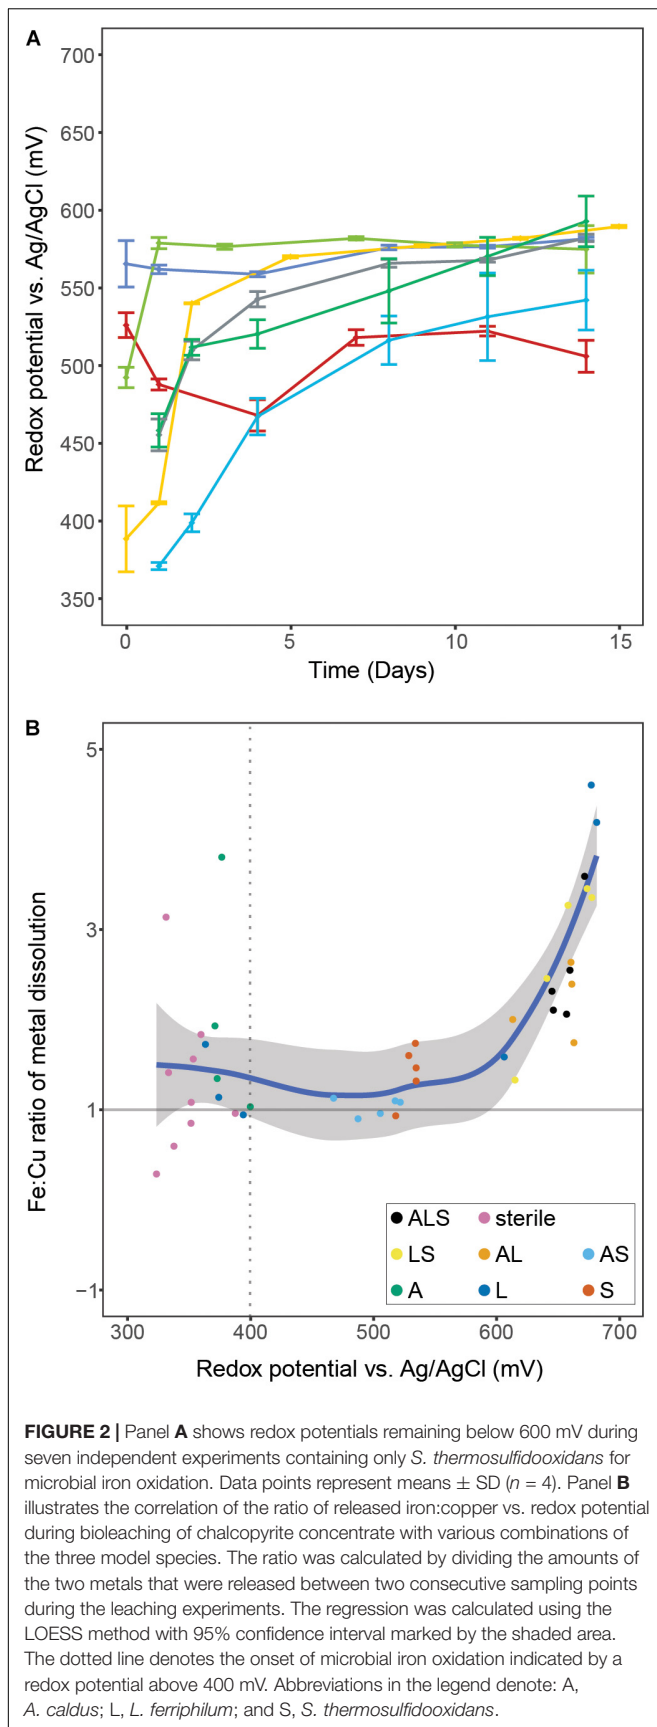 A
700
650
600
550
500
450
400
350
Redox potential vs. Ag/AgCl (mV)
0 5 10 15
Time (Days)
B
5
3
1
−1
Fe:Cu ratio of metal dissolution
ALS sterile
LS AL AS
A L S
300 400 500 600 700
Redox potential vs. Ag/AgCl (mV)
FIGURE 2 | Panel A shows redox potentials remaining below 600 mV during
seven independent experiments containing only S. thermosulfidooxidans for
microbial iron oxidation. Data points represent means ± SD (n = 4). Panel B
illustrates the correlation of the ratio of released iron:copper vs. redox potential
during bioleaching of chalcopyrite concentrate with various combinations of
the three model species. The ratio was calculated by dividing the amounts of
the two metals that were released between two consecutive sampling points
during the leaching experiments. The regression was calculated using the
LOESS method with 95% confidence interval marked by the shaded area.
The dotted line denotes the onset of microbial iron oxidation indicated by a
redox potential above 400 mV. Abbreviations in the legend denote: A,
A. caldus; L, L. ferriphilum; and S, S. thermosulfidooxidans.